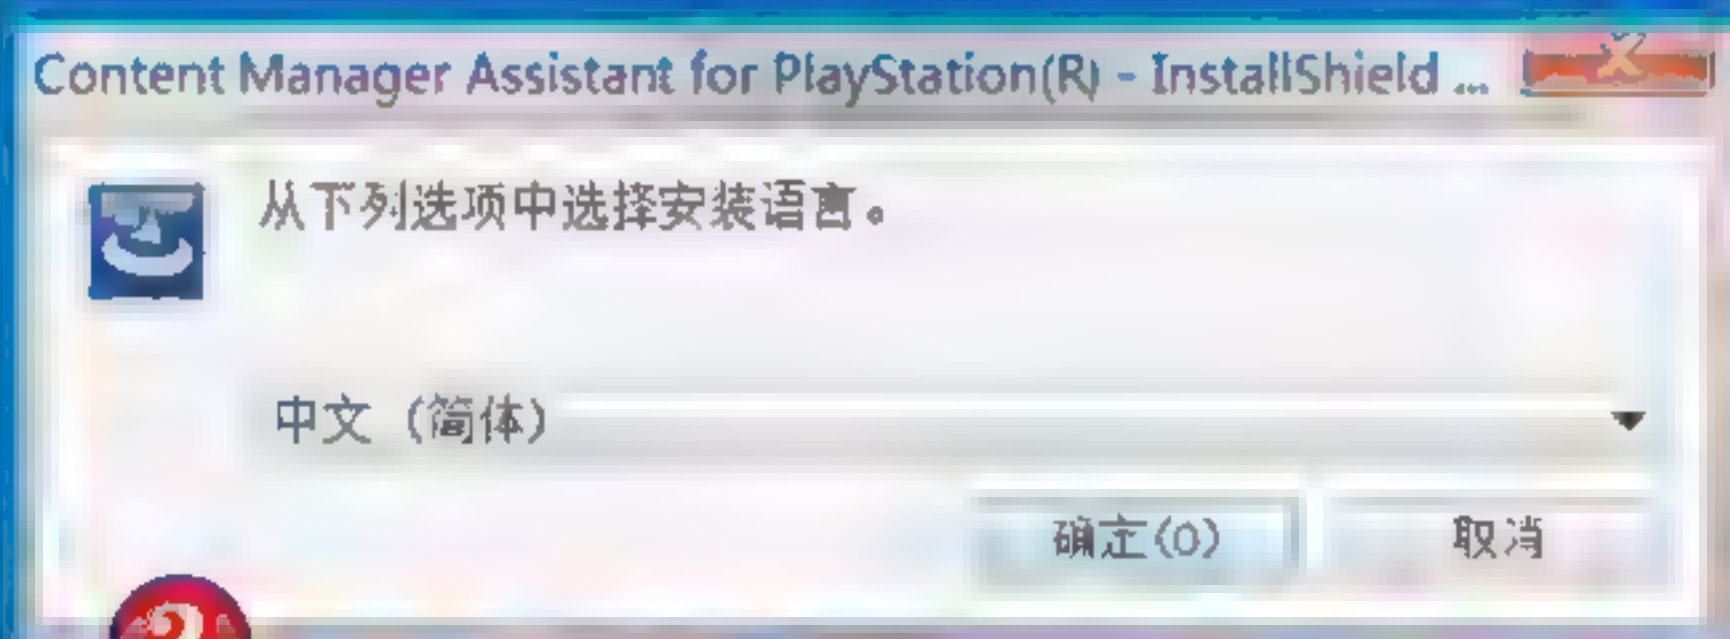 Content Manager Assistant for PlayStation(R) - InstallShield ...
从下列选项中选择安装语言。
中文 (简体)
确定(O)
取消
2